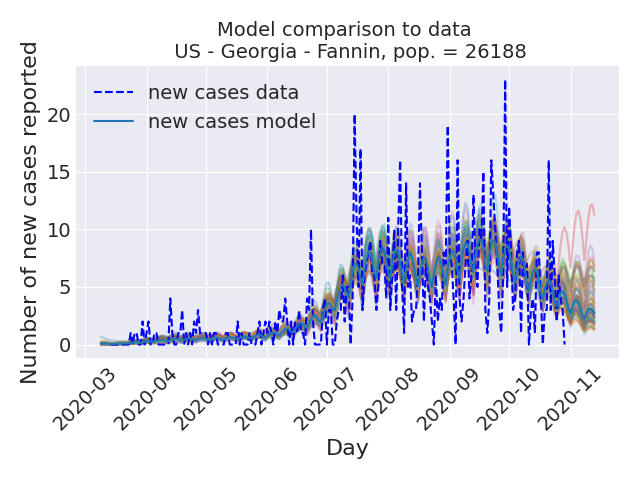 Model comparison to data
US - Georgia - Fannin, pop. = 26188
Number of new cases reported
new cases data
new cases model
20
15
10
5
0
2020-03
2020-04
2020-05
2020-06
2020-07
2020-08
2020-09
2020-10
2020-11
Day